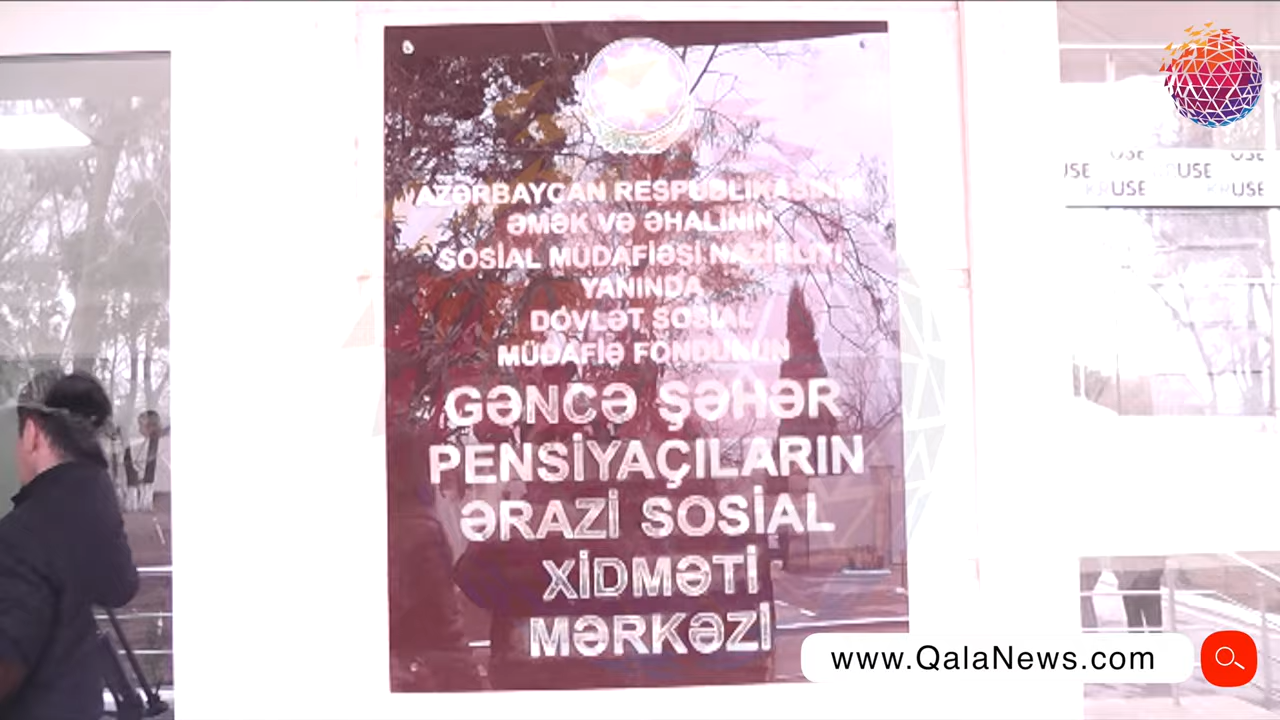 AZƏRBAYCAN RESPUBLİKASININ
ƏMƏK VƏ ƏHALİNİN
SOSİAL MÜDAFİƏSİ NAZİRLİYİ
YANINDA
DÖVLƏT SOSİAL
MÜDAFİƏ FONDUNUN
GƏNCƏ ŞƏHƏR
PENSİYAÇILARIN
ƏRAZİ SOSİAL
XİDMƏTİ
MƏRKƏZİ
KRUSE
www.QalaNews.com